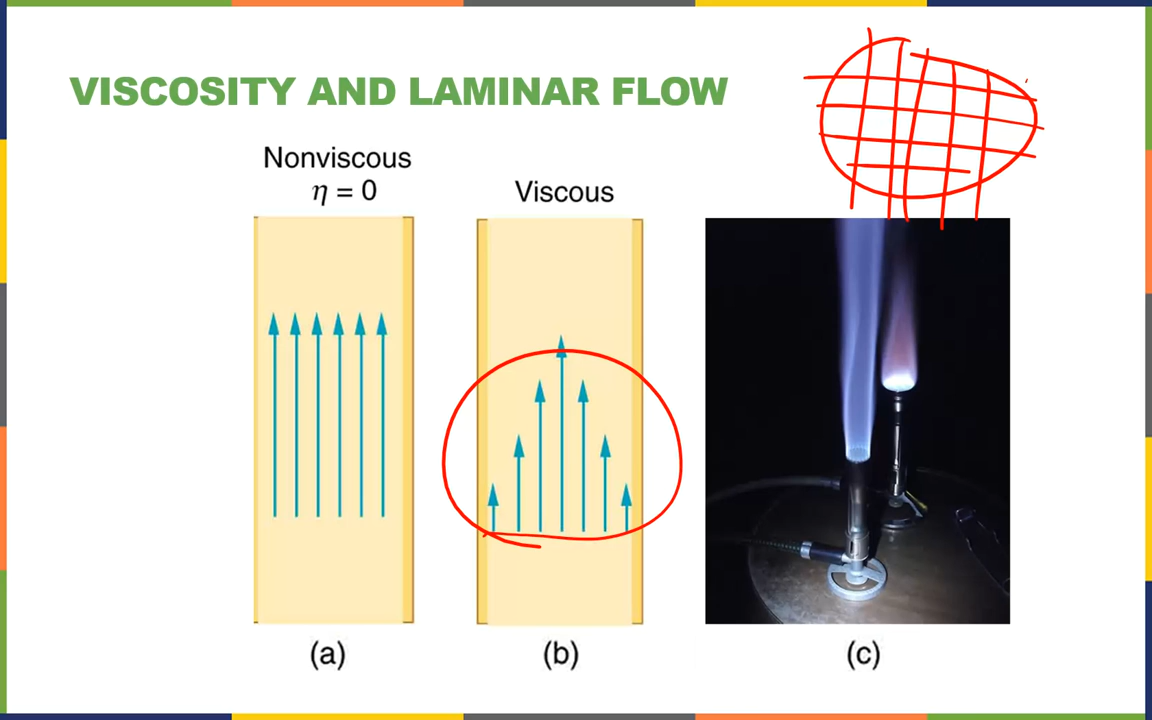 VISCOSITY AND LAMINAR FLOW
Nonviscous
η = 0
Viscous
(a)
(b)
(c)